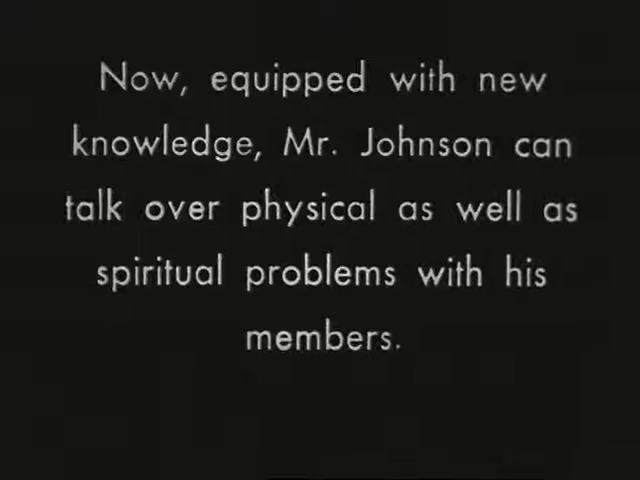 Now, equipped with new
knowledge, Mr. Johnson can
talk over physical as well as
spiritual problems with his
members.